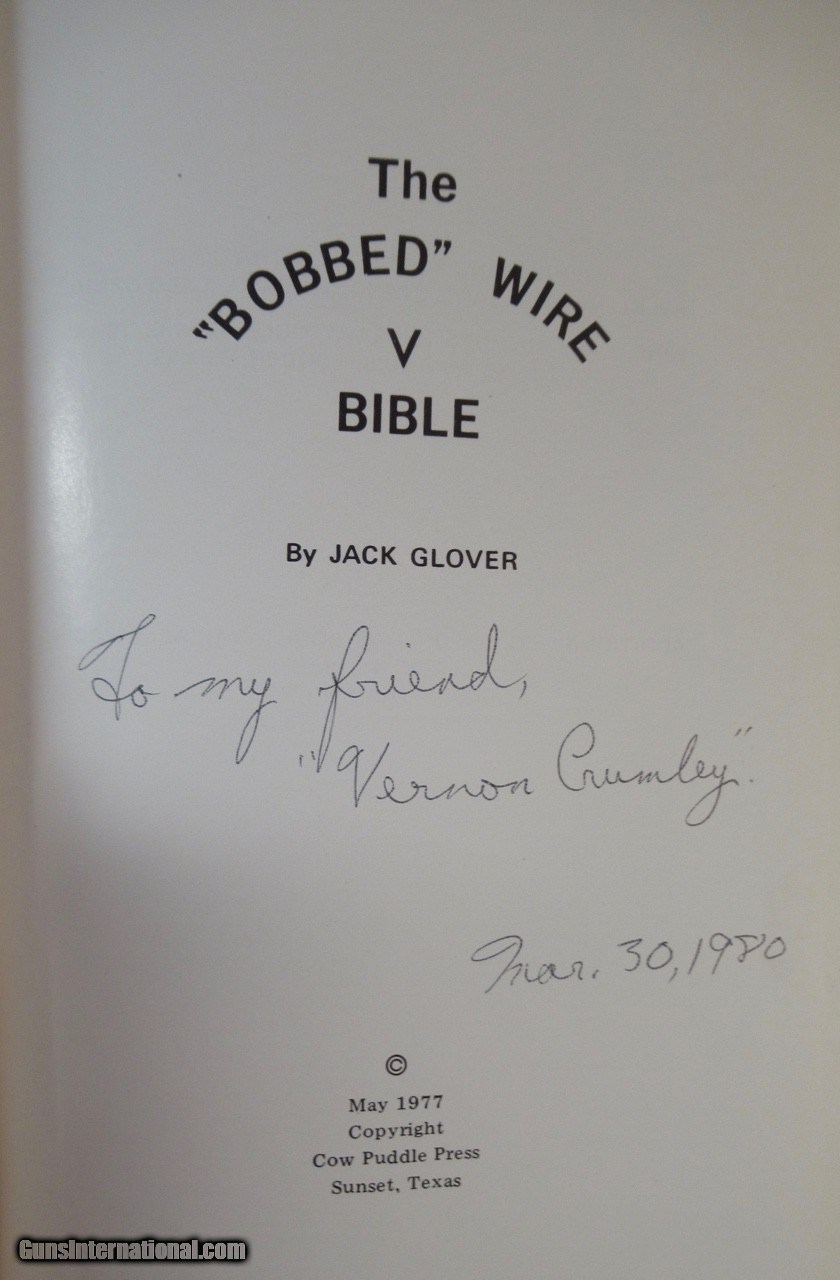 The
"BOBBED" WIRE
V
BIBLE
By JACK GLOVER
To my friend,
"Vernon Crumley".
Mar. 30, 1980
©
May 1977
Copyright
Cow Puddle Press
Sunset, Texas
GunsInternational.com